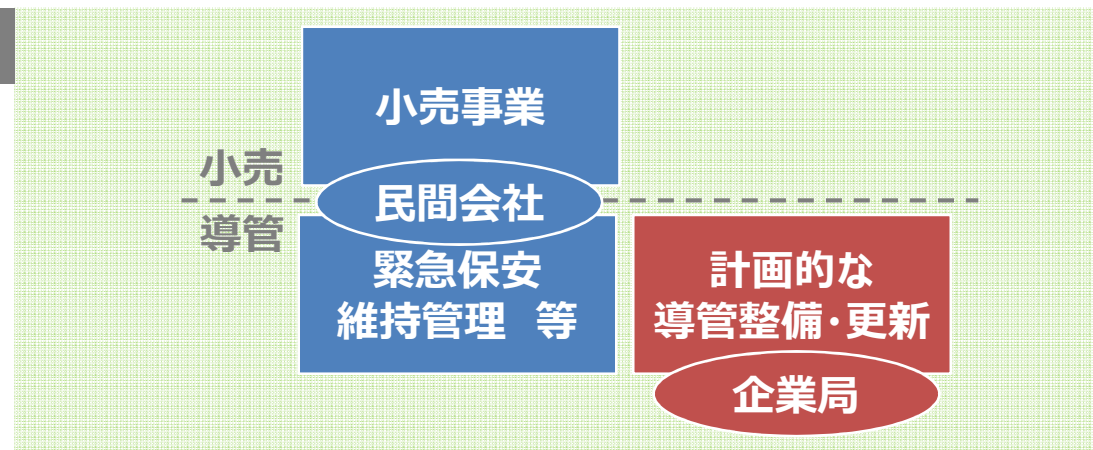 小売事業
小売
民間会社
導管
緊急保安
維持管理 等
計画的な
導管整備・更新
企業局